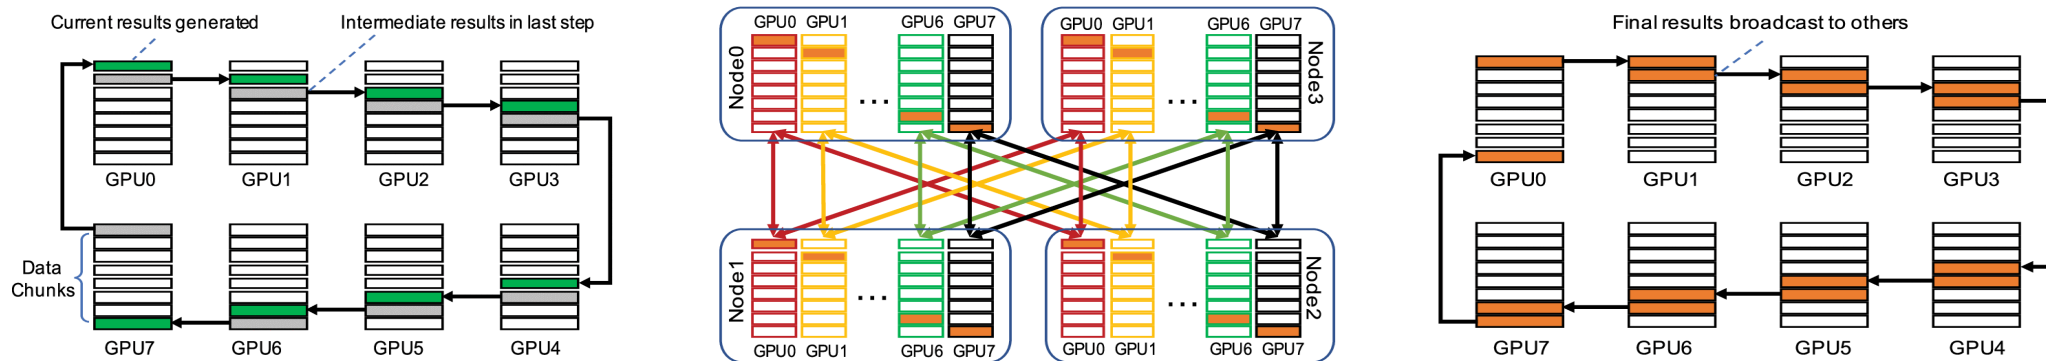 Current results generated
Intermediate results in last step
GPU0
GPU1
GPU2
GPU3
Data
Chunks
GPU7
GPU6
GPU5
GPU4
GPU0 GPU1 GPU6 GPU7
Node0
...
GPU0 GPU1 GPU6 GPU7
Node3
...
Node1
...
GPU0 GPU1 GPU6 GPU7
Node2
...
GPU0 GPU1 GPU6 GPU7
Final results broadcast to others
GPU0
GPU1
GPU2
GPU3
GPU7
GPU6
GPU5
GPU4